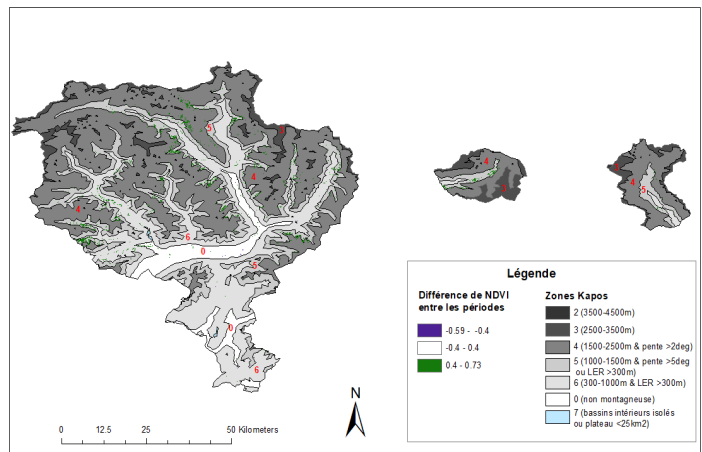 5
4
4
6
0
5
0
6
4
4
5
N
0 12.5 25 50 Kilometers
Légende
Différence de NDVI
entre les périodes
-0.59 - -0.4
-0.4 - 0.4
0.4 - 0.73
Zones Kapos
2 (3500-4500m)
3 (2500-3500m)
4 (1500-2500m & pente >2deg)
5 (1000-1500m & pente >5deg
ou LER >300m)
6 (300-1000m & LER >300m)
0 (non montagneuse)
7 (bassins intérieurs isolés
ou plateau <25km2)